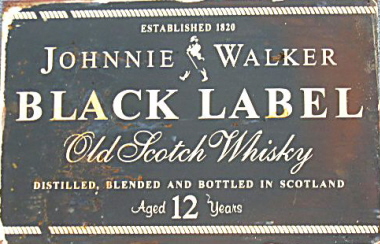 ESTABLISHED 1820
JOHNNIE WALKER
BLACK LABEL
Old Scotch Whisky
DISTILLED, BLENDED AND BOTTLED IN SCOTLAND
Aged 12 Years